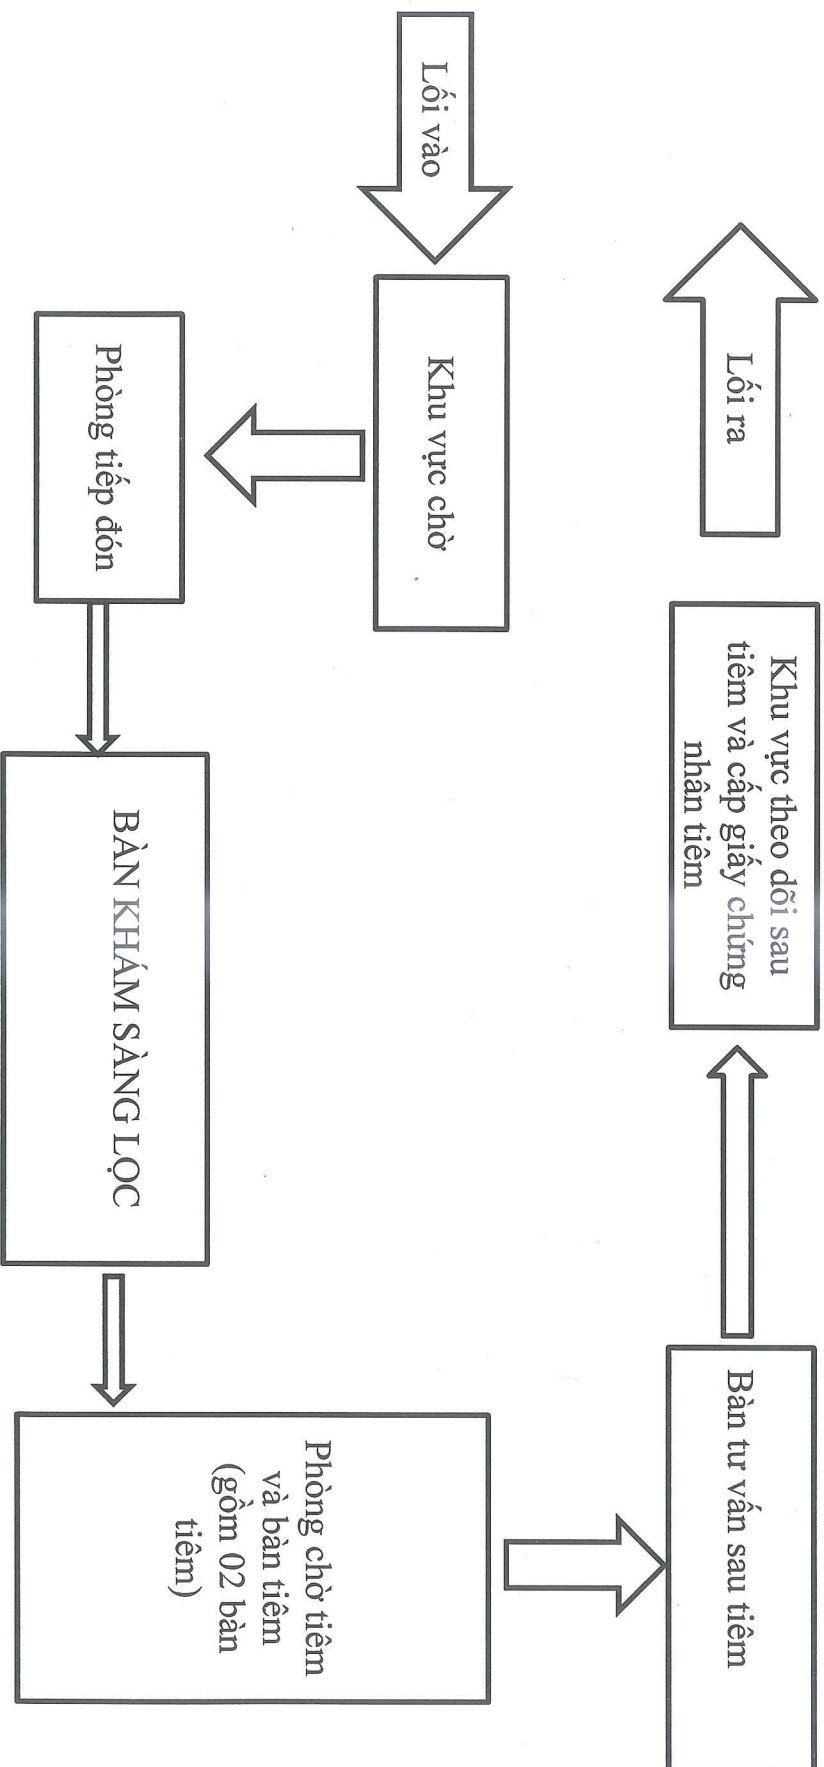 Lối vào
Khu vực chờ
Phòng tiếp đón
BÀN KHÁM SÀNG LỌC
Phòng chờ tiêm
và bàn tiêm
(gồm 02 bàn
tiêm)
Bàn tư vấn sau tiêm
Khu vực theo dõi sau
tiêm và cấp giấy chứng
nhân tiêm
Lối ra